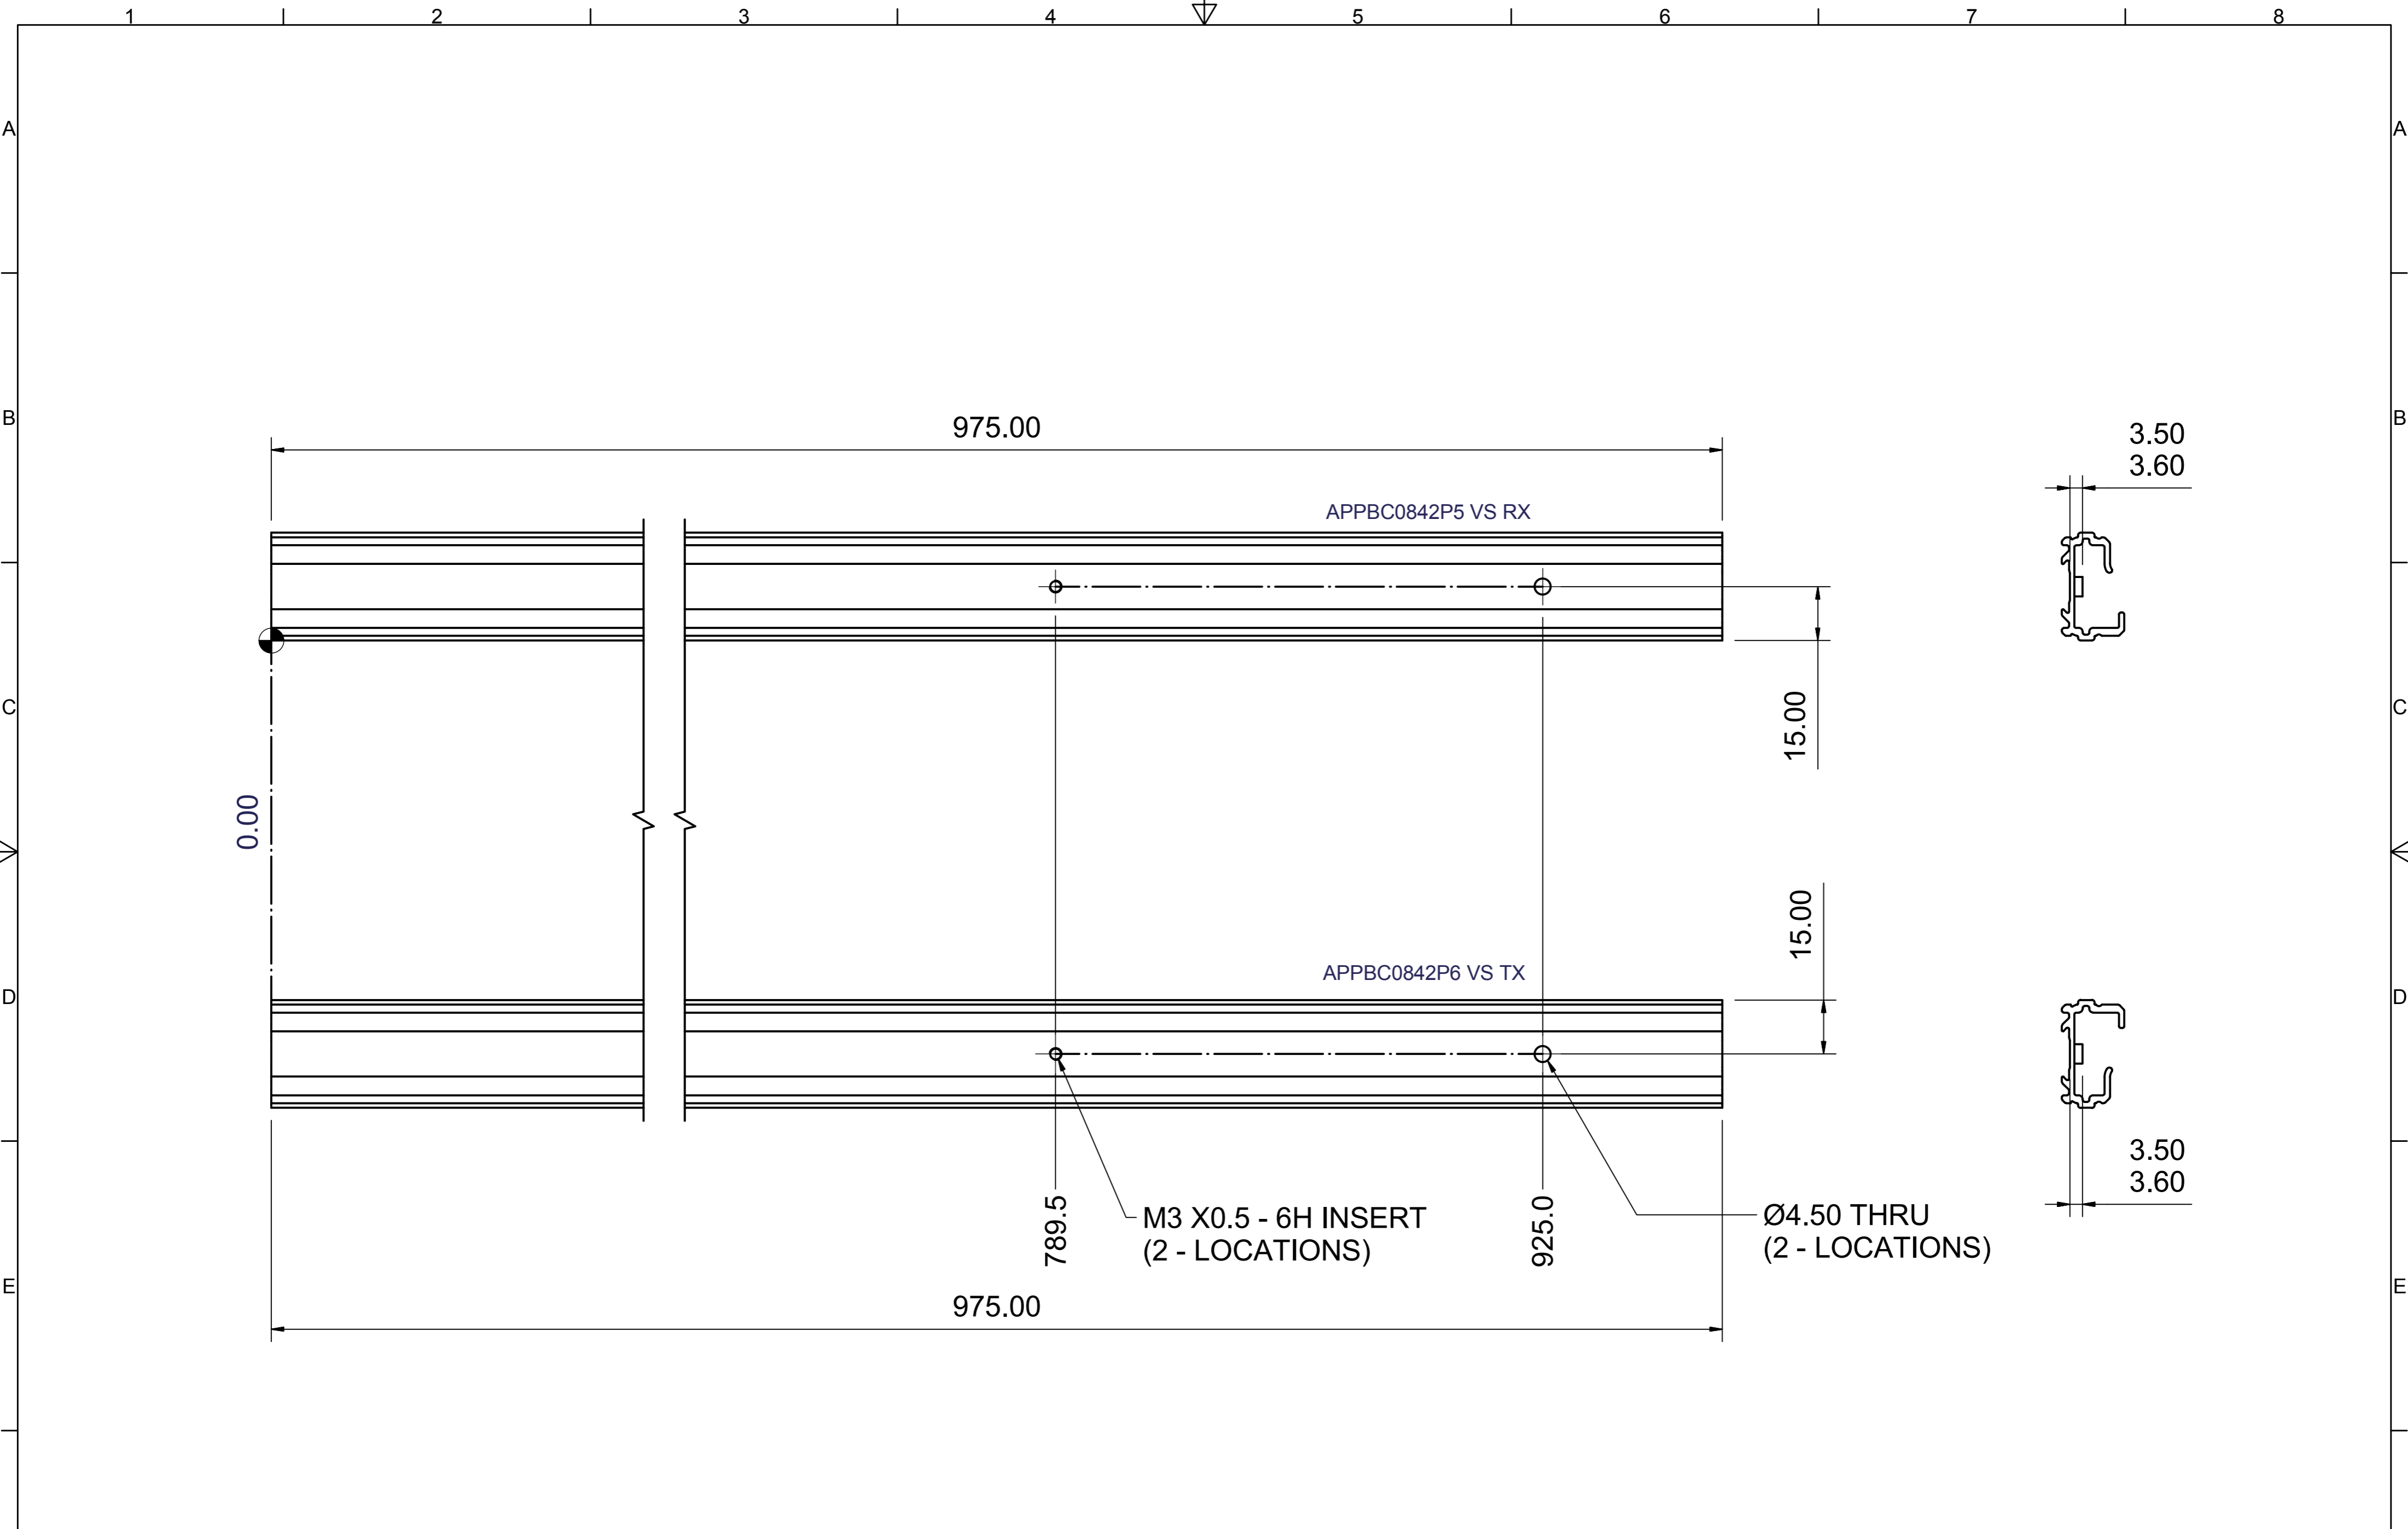 1 2 3 4 5 6 7 8
A A
B B
975.00
3.50
3.60
APPBC0842P5 VS RX
C C
15.00
0.00
15.00
APPBC0842P6 VS TX
D D
3.50
3.60
789.5
M3 X0.5 - 6H INSERT
(2 - LOCATIONS)
925.0
Ø4.50 THRU
(2 - LOCATIONS)
E E
975.00